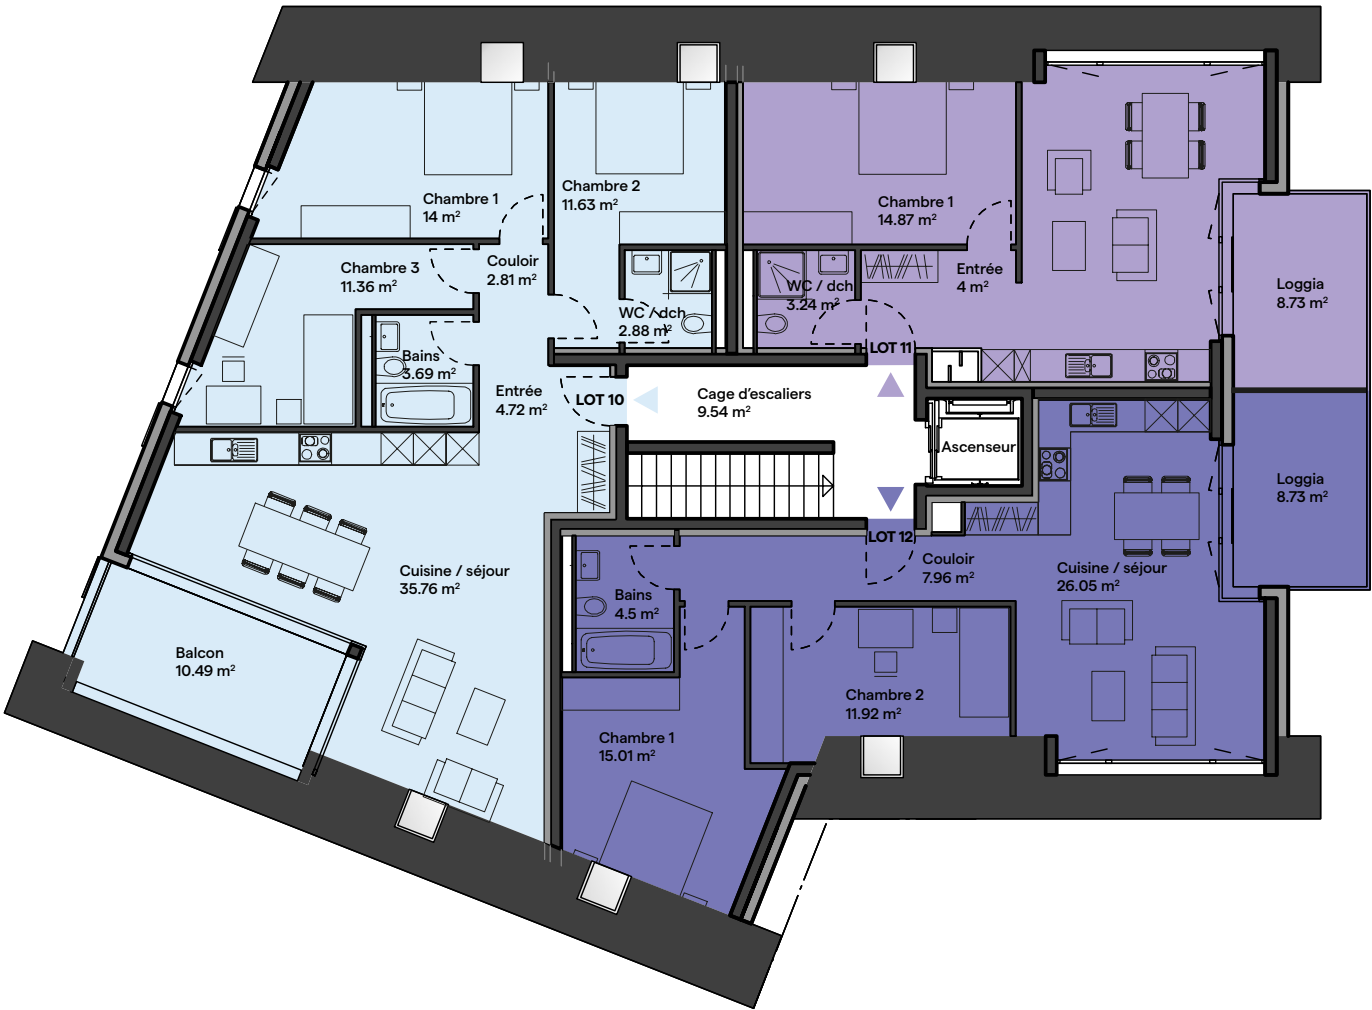 Chambre 1
14 m²
Chambre 2
11.63 m²
Chambre 1
14.87 m²
Chambre 3
11.36 m²
Couloir
2.81 m²
Entrée
4 m²
WC / dch
2.88 m²
WC / dch
3.24 m²
Loggia
8.73 m²
Bains
3.69 m²
LOT 11
Entrée
4.72 m²
LOT 10
Cage d'escaliers
9.54 m²
Ascenseur
Loggia
8.73 m²
LOT 12
Cuisine / séjour
35.76 m²
Couloir
7.96 m²
Cuisine / séjour
26.05 m²
Bains
4.5 m²
Balcon
10.49 m²
Chambre 2
11.92 m²
Chambre 1
15.01 m²